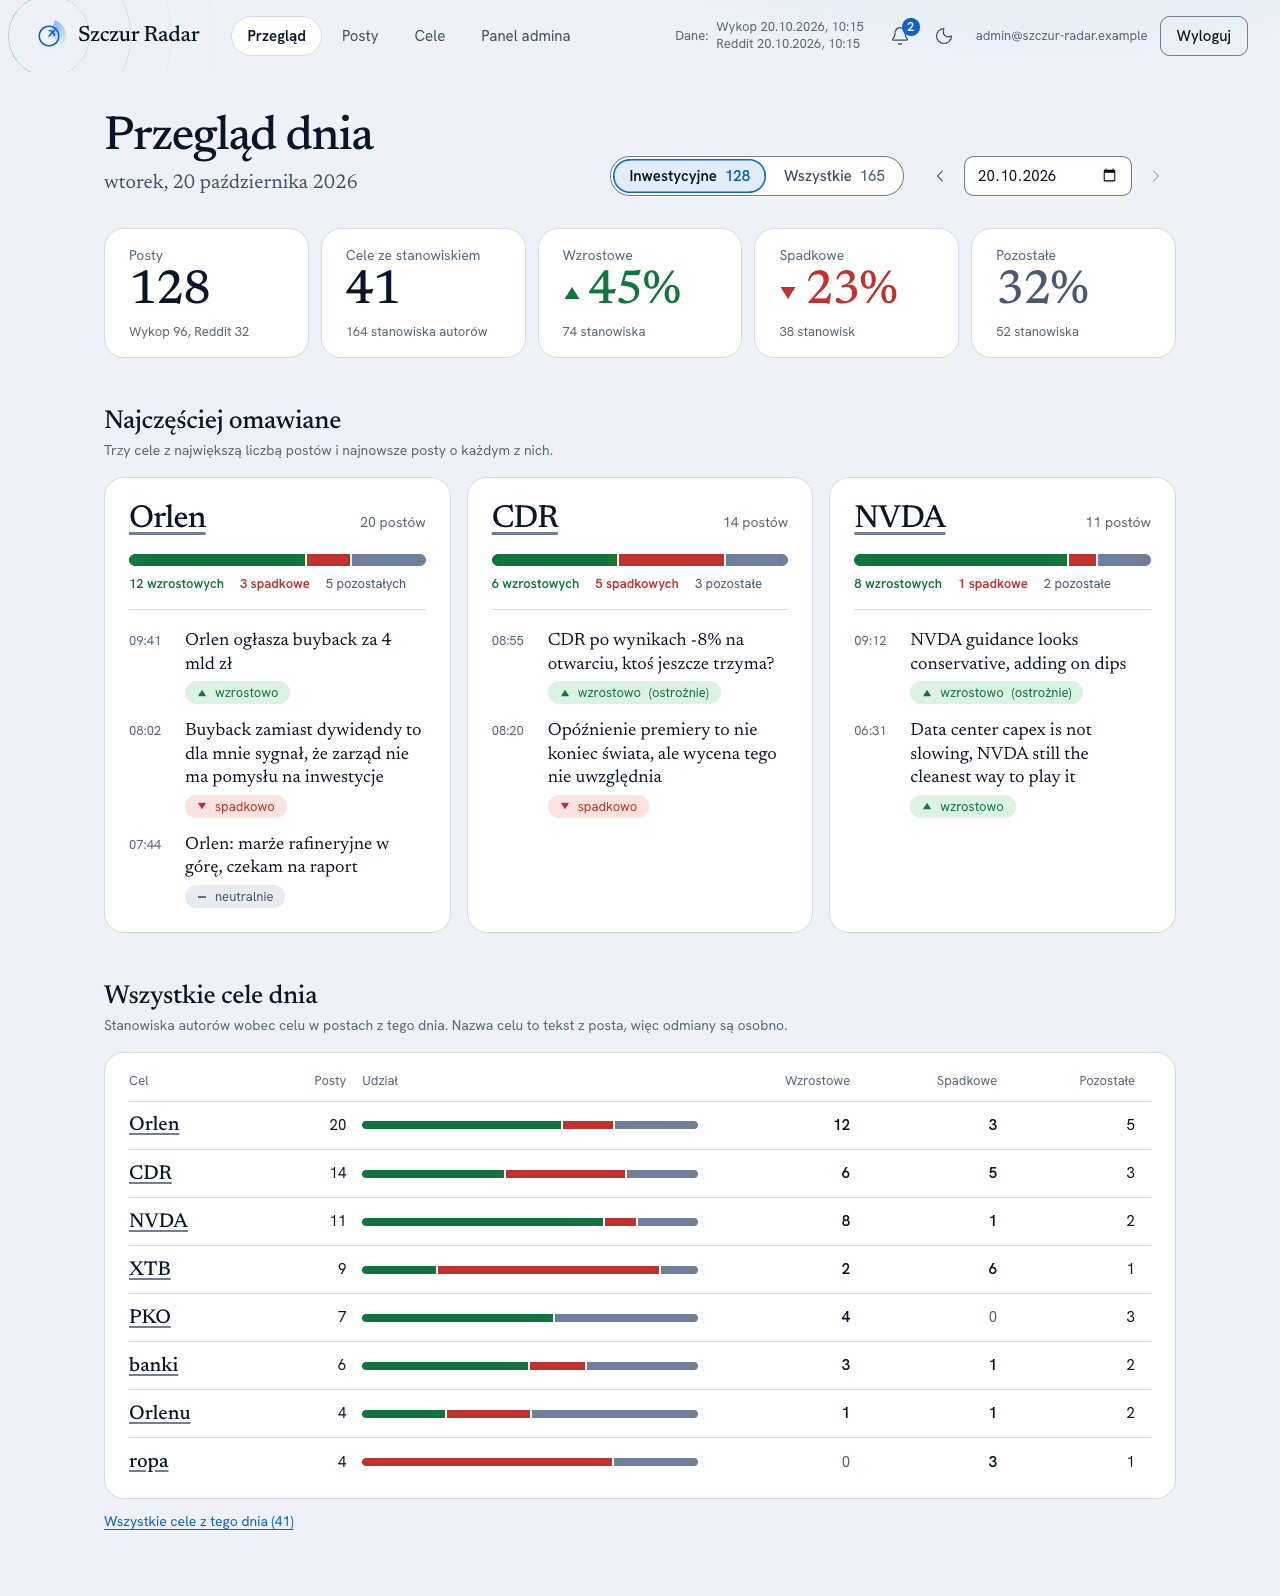 Szczur Radar
Przegląd
Posty
Cele
Panel admina
Dane:
Wykop 20.10.2026, 10:15
Reddit 20.10.2026, 10:15
2
admin@szczur-radar.example
Wyloguj
Przegląd dnia
wtorek, 20 października 2026
Inwestycyjne 128
Wszystkie 165
20.10.2026
Posty
128
Wykop 96, Reddit 32
Cele ze stanowiskiem
41
164 stanowiska autorów
Wzrostowe
▲ 45%
74 stanowiska
Spadkowe
▼ 23%
38 stanowisk
Pozostałe
32%
52 stanowiska
Najczęściej omawiane
Trzy cele z największą liczbą postów i najnowsze posty o każdym z nich.
Orlen
20 postów
12 wzrostowych 3 spadkowe 5 pozostałych
09:41
Orlen ogłasza buyback za 4
mld zł
▲ wzrostowo
08:02
Buyback zamiast dywidendy to
dla mnie sygnał, że zarząd nie
ma pomysłu na inwestycje
▼ spadkowo
07:44
Orlen: marże rafineryjne w
górę, czekam na raport
– neutralnie
CDR
14 postów
6 wzrostowych 5 spadkowych 3 pozostałe
08:55
CDR po wynikach -8% na
otwarciu, ktoś jeszcze trzyma?
▲ wzrostowo (ostrożnie)
08:20
Opóźnienie premiery to nie
koniec świata, ale wycena tego
nie uwzględnia
▼ spadkowo
NVDA
11 postów
8 wzrostowych 1 spadkowe 2 pozostałe
09:12
NVDA guidance looks
conservative, adding on dips
▲ wzrostowo (ostrożnie)
06:31
Data center capex is not
slowing, NVDA still the
cleanest way to play it
▲ wzrostowo
Wszystkie cele dnia
Stanowiska autorów wobec celu w postach z tego dnia. Nazwa celu to tekst z posta, więc odmiany są osobno.
Cel Posty Udział Wzrostowe Spadkowe Pozostałe
Orlen 20 12 3 5
CDR 14 6 5 3
NVDA 11 8 1 2
XTB 9 2 6 1
PKO 7 4 0 3
banki 6 3 1 2
Orlenu 4 1 1 2
ropa 4 0 3 1
Wszystkie cele z tego dnia (41)